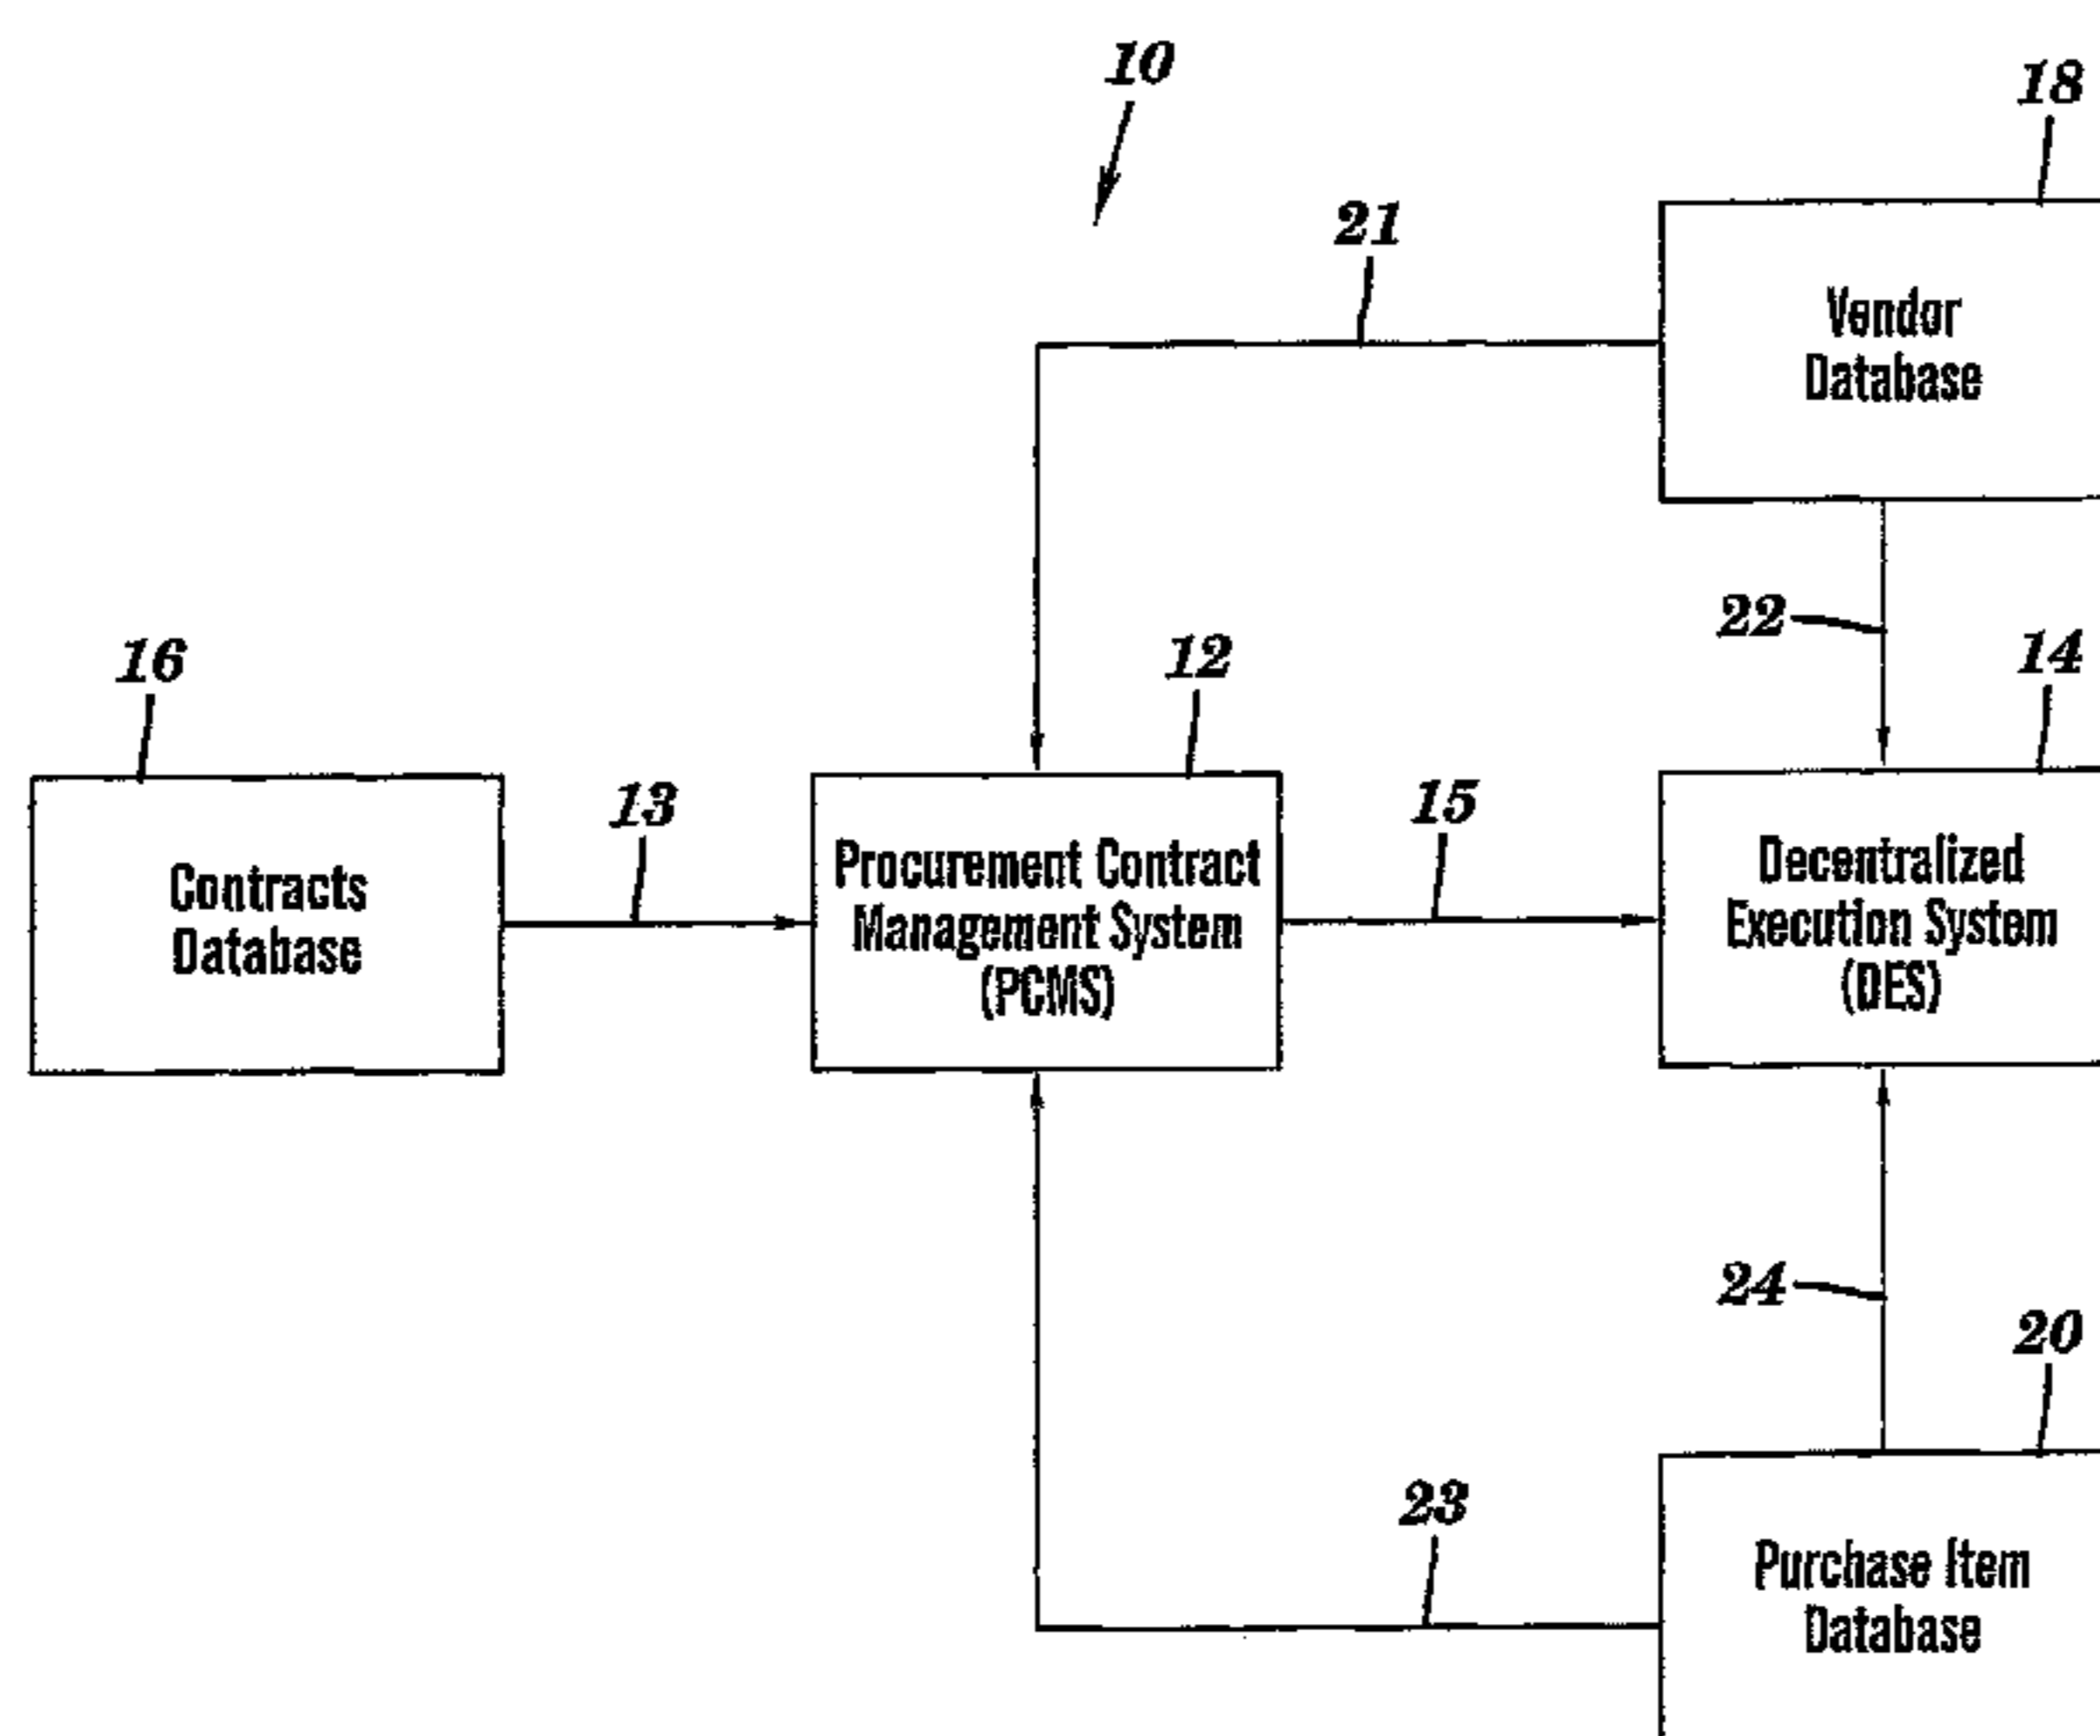 10
18
21
Vendor
Database
22
16
12
14
13
15
Contracts
Database
Procurement Contract
Management System
(PCMS)
Decentralized
Execution System
(DES)
24
20
23
Purchase Item
Database